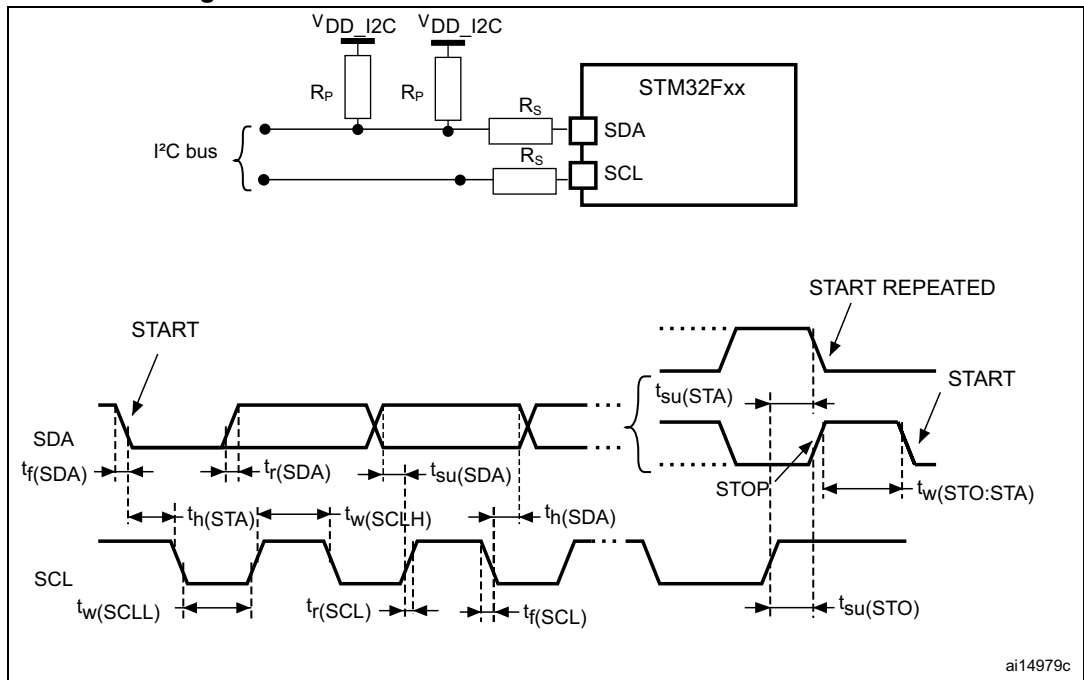 VDD_I2C VDD_I2C
RP RP
STM32Fxx
RS
SDA
I²C bus
RS
SCL
START REPEATED
START
START
tsu(STA)
SDA
tf(SDA) tr(SDA) tsu(SDA)
STOP
tw(STO:STA)
th(STA) tw(SCLH) th(SDA)
SCL
tw(SCLL) tr(SCL) tf(SCL) tsu(STO)
ai14979c